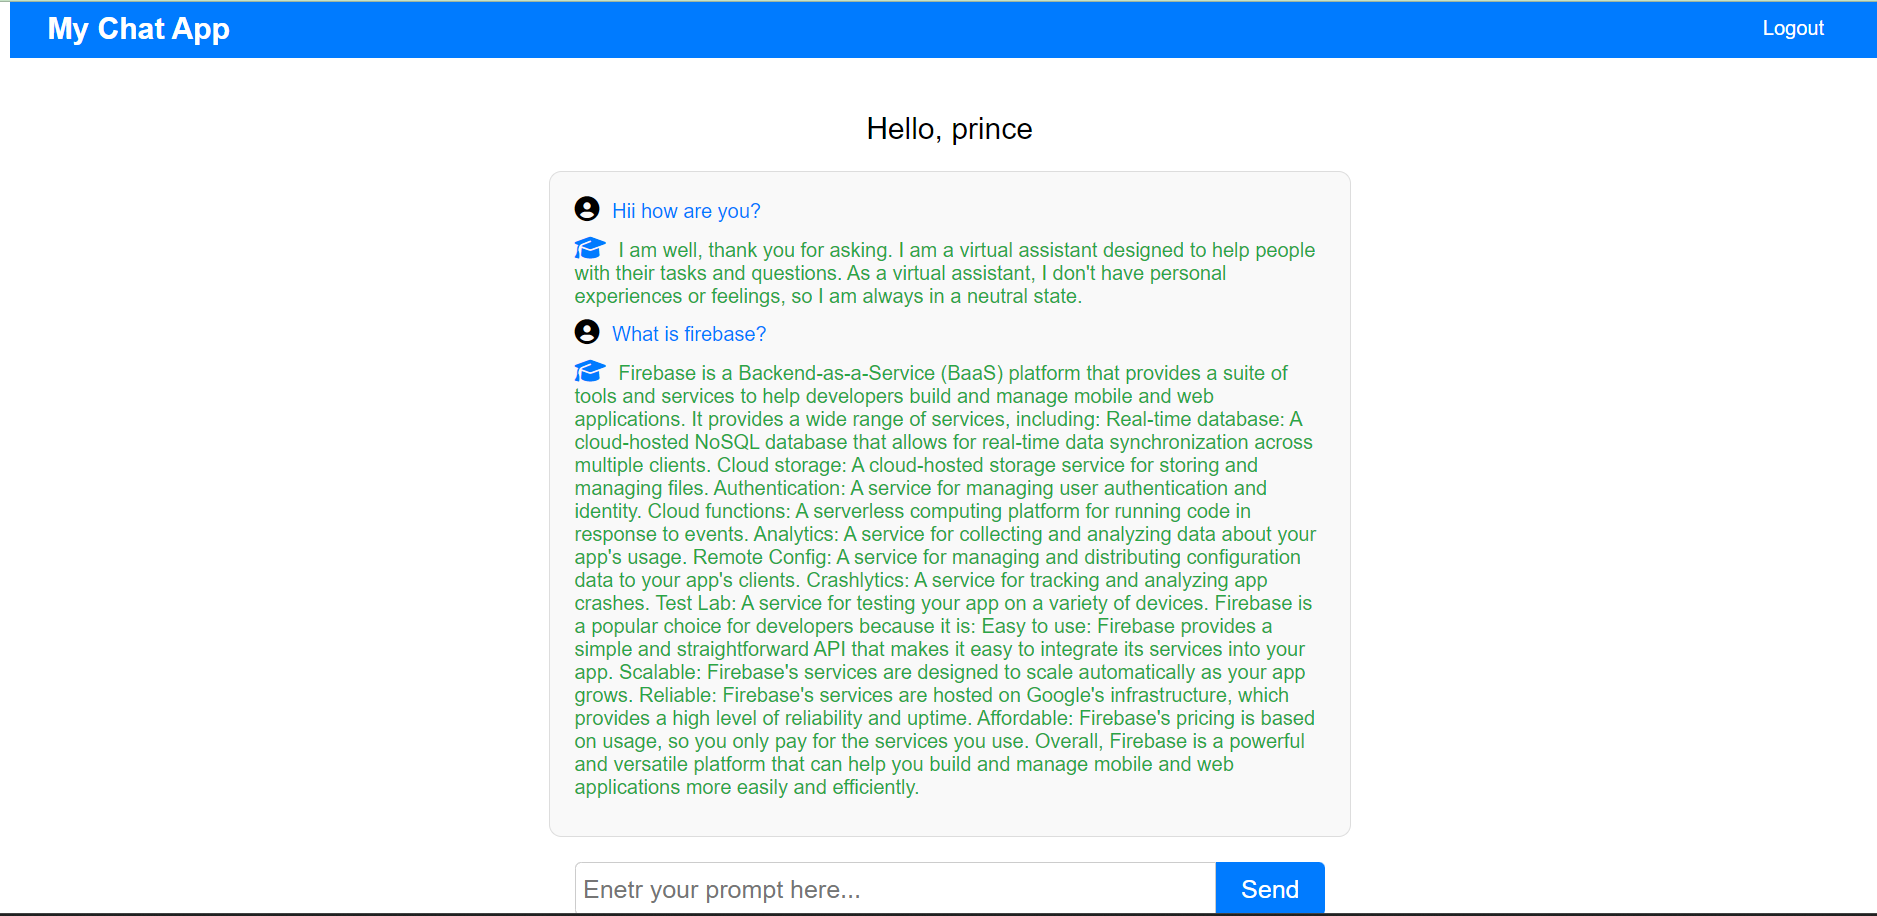 My Chat App
Logout
Hello, prince
Hii how are you?
I am well, thank you for asking. I am a virtual assistant designed to help people
with their tasks and questions. As a virtual assistant, I don't have personal
experiences or feelings, so I am always in a neutral state.
What is firebase?
Firebase is a Backend-as-a-Service (BaaS) platform that provides a suite of
tools and services to help developers build and manage mobile and web
applications. It provides a wide range of services, including: Real-time database: A
cloud-hosted NoSQL database that allows for real-time data synchronization across
multiple clients. Cloud storage: A cloud-hosted storage service for storing and
managing files. Authentication: A service for managing user authentication and
identity. Cloud functions: A serverless computing platform for running code in
response to events. Analytics: A service for collecting and analyzing data about your
app's usage. Remote Config: A service for managing and distributing configuration
data to your app's clients. Crashlytics: A service for tracking and analyzing app
crashes. Test Lab: A service for testing your app on a variety of devices. Firebase is
a popular choice for developers because it is: Easy to use: Firebase provides a
simple and straightforward API that makes it easy to integrate its services into your
app. Scalable: Firebase's services are designed to scale automatically as your app
grows. Reliable: Firebase's services are hosted on Google's infrastructure, which
provides a high level of reliability and uptime. Affordable: Firebase's pricing is based
on usage, so you only pay for the services you use. Overall, Firebase is a powerful
and versatile platform that can help you build and manage mobile and web
applications more easily and efficiently.
Enetr your prompt here...
Send